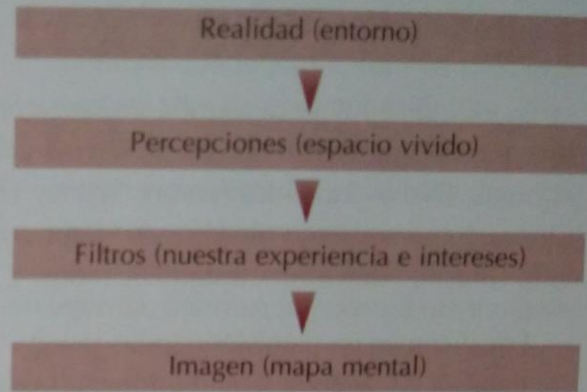 Realidad (entorno)
Percepciones (espacio vivido)
Filtros (nuestra experiencia e intereses)
Imagen (mapa mental)